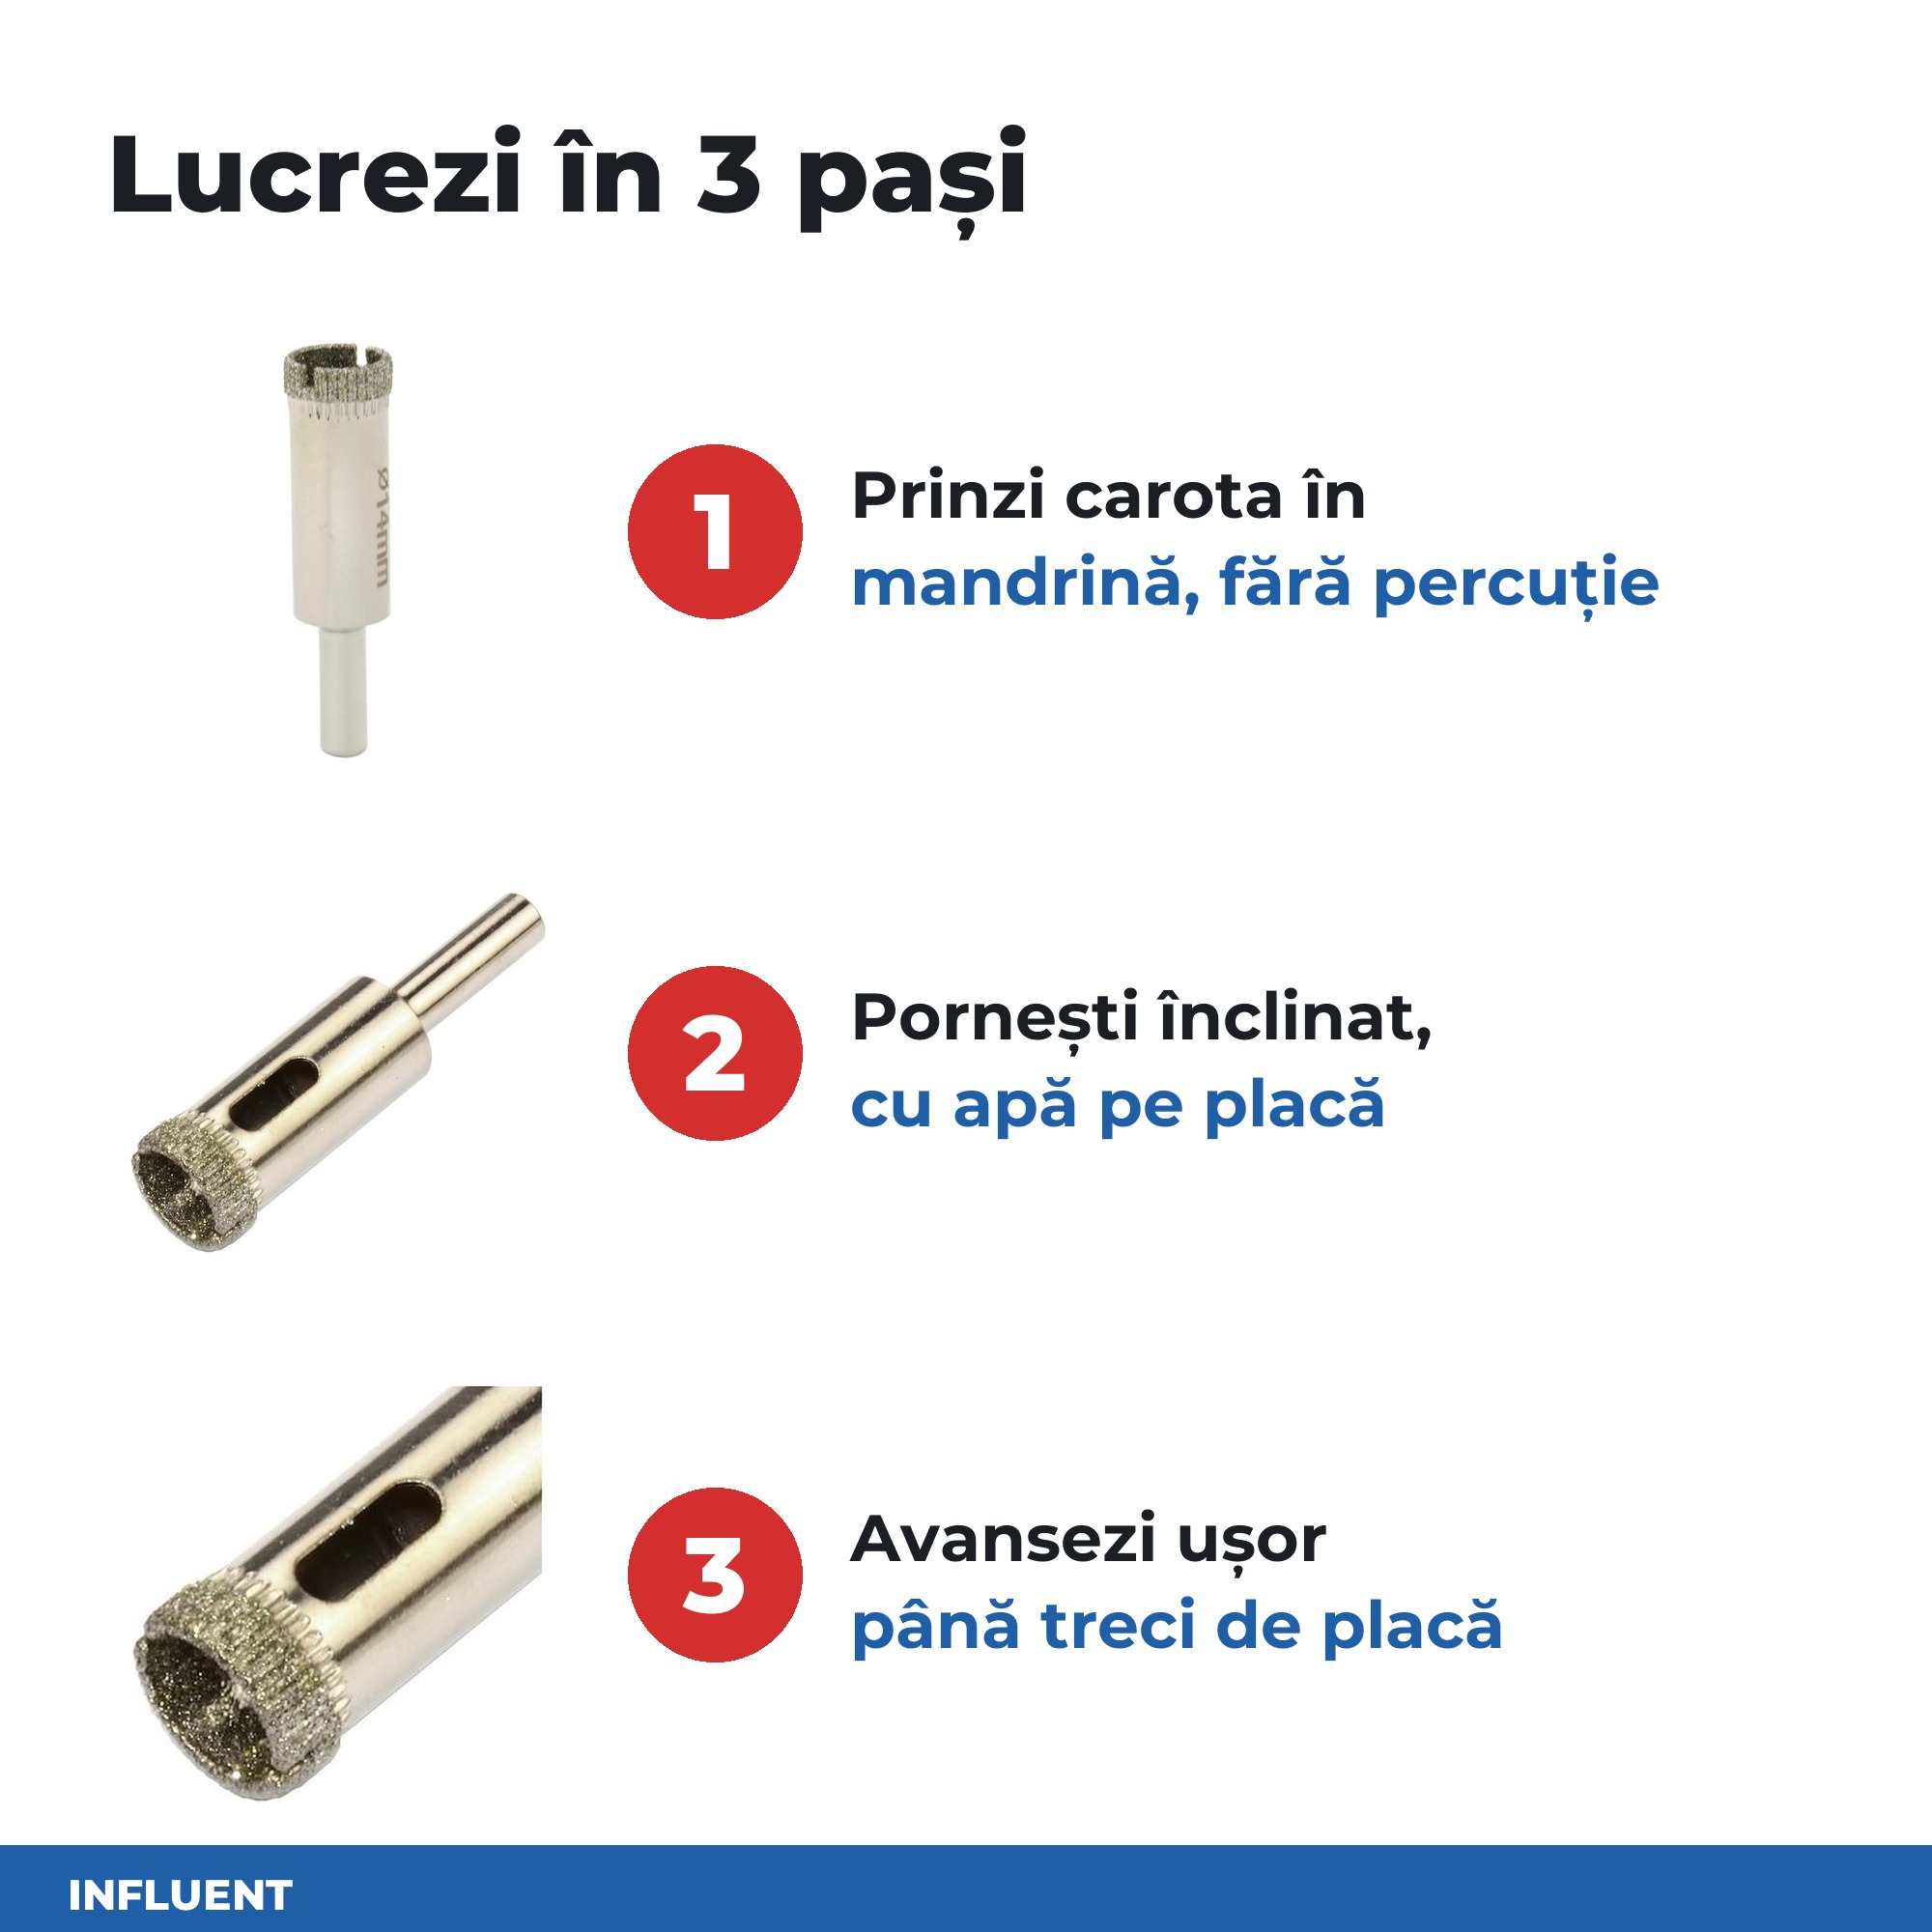 Lucrezi în 3 pași
Ø14mm
1
Prinzi carota în
mandrină, fără percuție
2
Pornești înclinat,
cu apă pe placă
3
Avansezi ușor
până treci de placă
INFLUENT